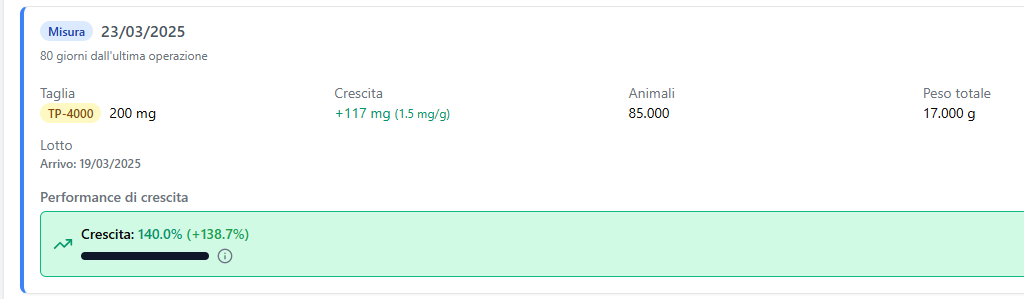 Misura 23/03/2025
80 giorni dall'ultima operazione
Taglia Crescita Animali Peso totale
TP-4000 200 mg +117 mg (1.5 mg/g) 85.000 17.000 g
Lotto
Arrivo: 19/03/2025
Performance di crescita
Crescita: 140.0% (+138.7%)